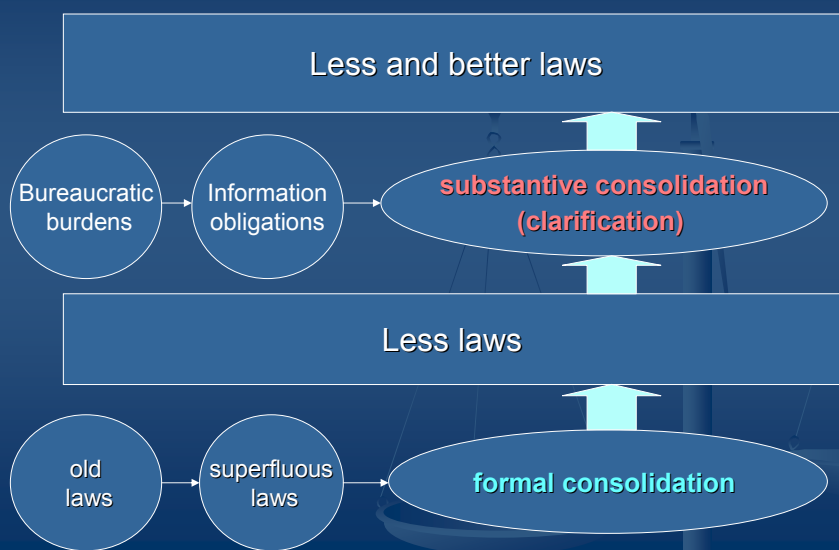 Less and better laws
Bureaucratic
burdens
Information
obligations
substantive consolidation
(clarification)
Less laws
old
laws
superfluous
laws
formal consolidation